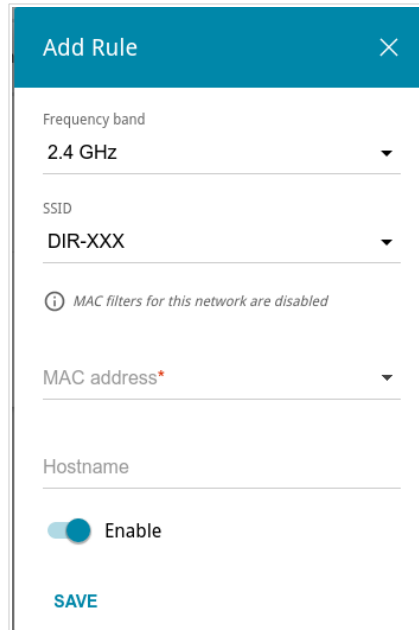 Add Rule
Frequency band
2.4 GHz
SSID
DIR-XXX
MAC filters for this network are disabled
MAC address*
Hostname
Enable
SAVE